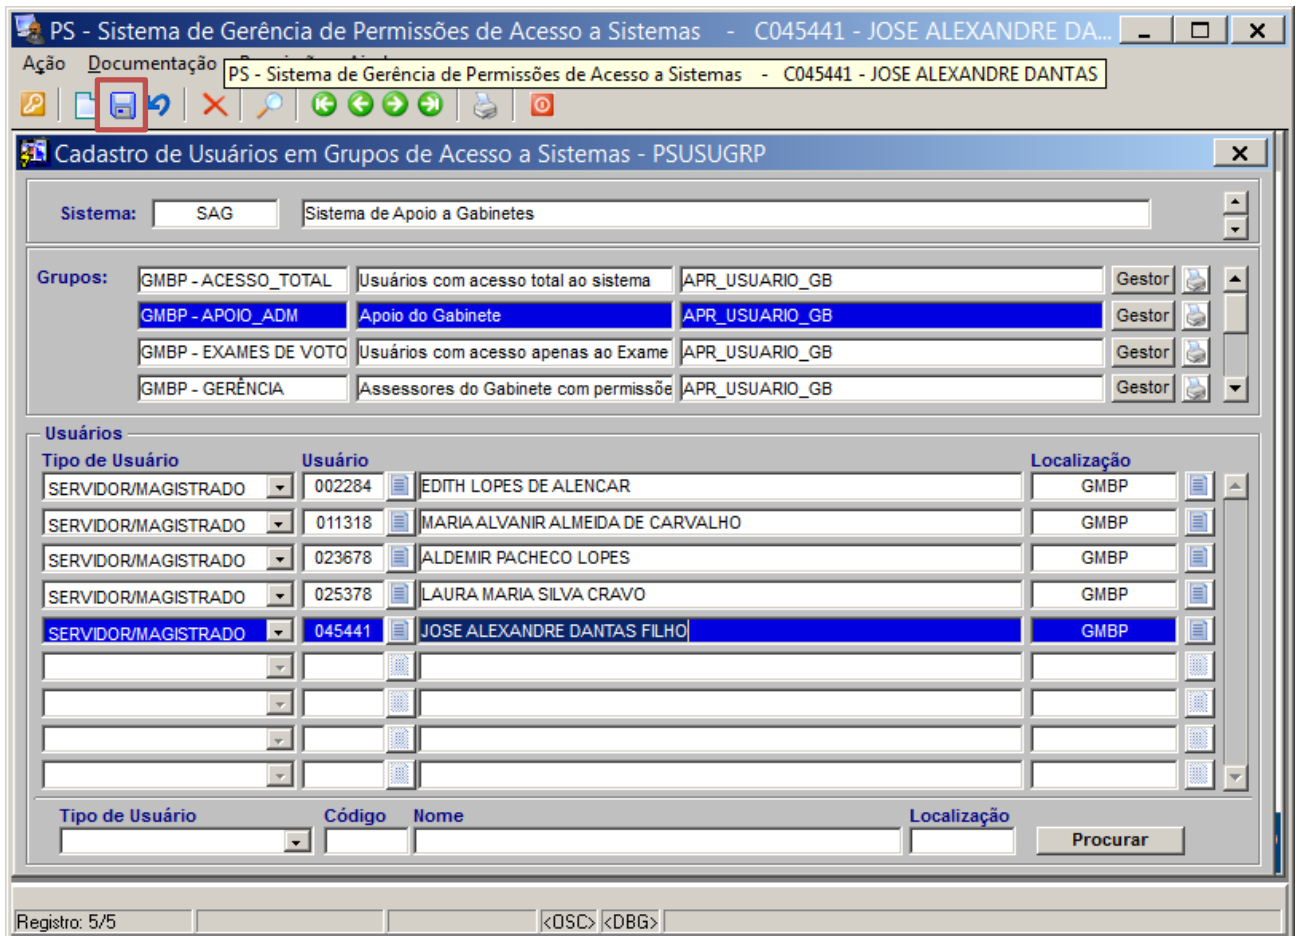 PS - Sistema de Gerência de Permissões de Acesso a Sistemas - C045441 - JOSE ALEXANDRE DA...
Ação Documentação
PS - Sistema de Gerência de Permissões de Acesso a Sistemas - C045441 - JOSE ALEXANDRE DANTAS
Cadastro de Usuários em Grupos de Acesso a Sistemas - PSUSUGRP
Sistema: SAG Sistema de Apoio a Gabinetes
Grupos: GMBP - ACESSO_TOTAL Usuários com acesso total ao sistema APR_USUARIO_GB Gestor
GMBP - APOIO_ADM Apoio do Gabinete APR_USUARIO_GB Gestor
GMBP - EXAMES DE VOTO Usuários com acesso apenas ao Exame APR_USUARIO_GB Gestor
GMBP - GERÊNCIA Assessores do Gabinete com permissõe APR_USUARIO_GB Gestor
Usuários
Tipo de Usuário Usuário Localização
SERVIDOR/MAGISTRADO 002284 EDITH LOPES DE ALENCAR GMBP
SERVIDOR/MAGISTRADO 011318 MARIA ALVANIR ALMEIDA DE CARVALHO GMBP
SERVIDOR/MAGISTRADO 023678 ALDEMIR PACHECO LOPES GMBP
SERVIDOR/MAGISTRADO 025378 LAURA MARIA SILVA CRAVO GMBP
SERVIDOR/MAGISTRADO 045441 JOSE ALEXANDRE DANTAS FILHO GMBP
Tipo de Usuário Código Nome Localização
Procurar
Registro: 5/5 <OSC> <DBG>